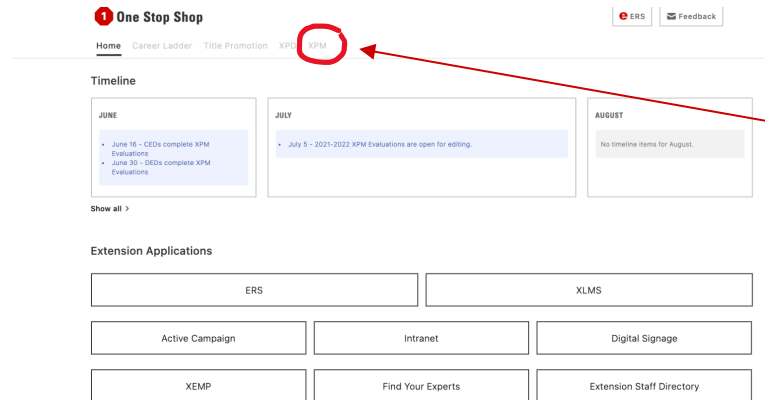 1 One Stop Shop
e ERS
Feedback
Home Career Ladder Title Promotion XPD XPM
Timeline
JUNE
• June 16 - CEDs complete XPM
Evaluations
• June 30 - DEDs complete XPM
Evaluations
JULY
• July 5 - 2021-2022 XPM Evaluations are open for editing.
AUGUST
No timeline items for August.
Show all >
Extension Applications
ERS
XLMS
Active Campaign
Intranet
Digital Signage
XEMP
Find Your Experts
Extension Staff Directory